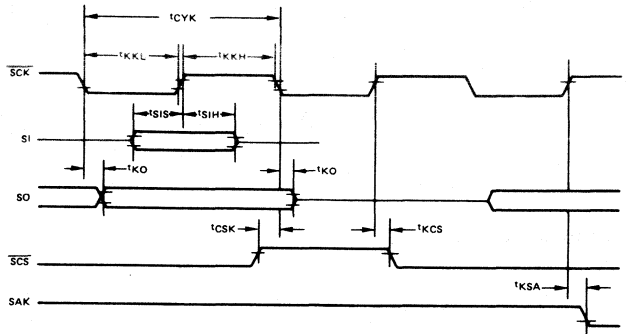 tCYK
tKKL tKKH
SCK
tSIS tSIH
SI
tKO tKO
SO
tCSK tKCS
SCS
tKSA
SAK